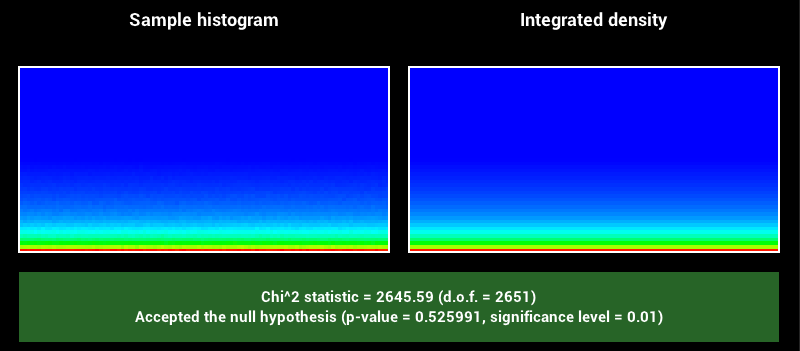 Sample histogram
Integrated density
Chi^2 statistic = 2645.59 (d.o.f. = 2651)
Accepted the null hypothesis (p-value = 0.525991, significance level = 0.01)